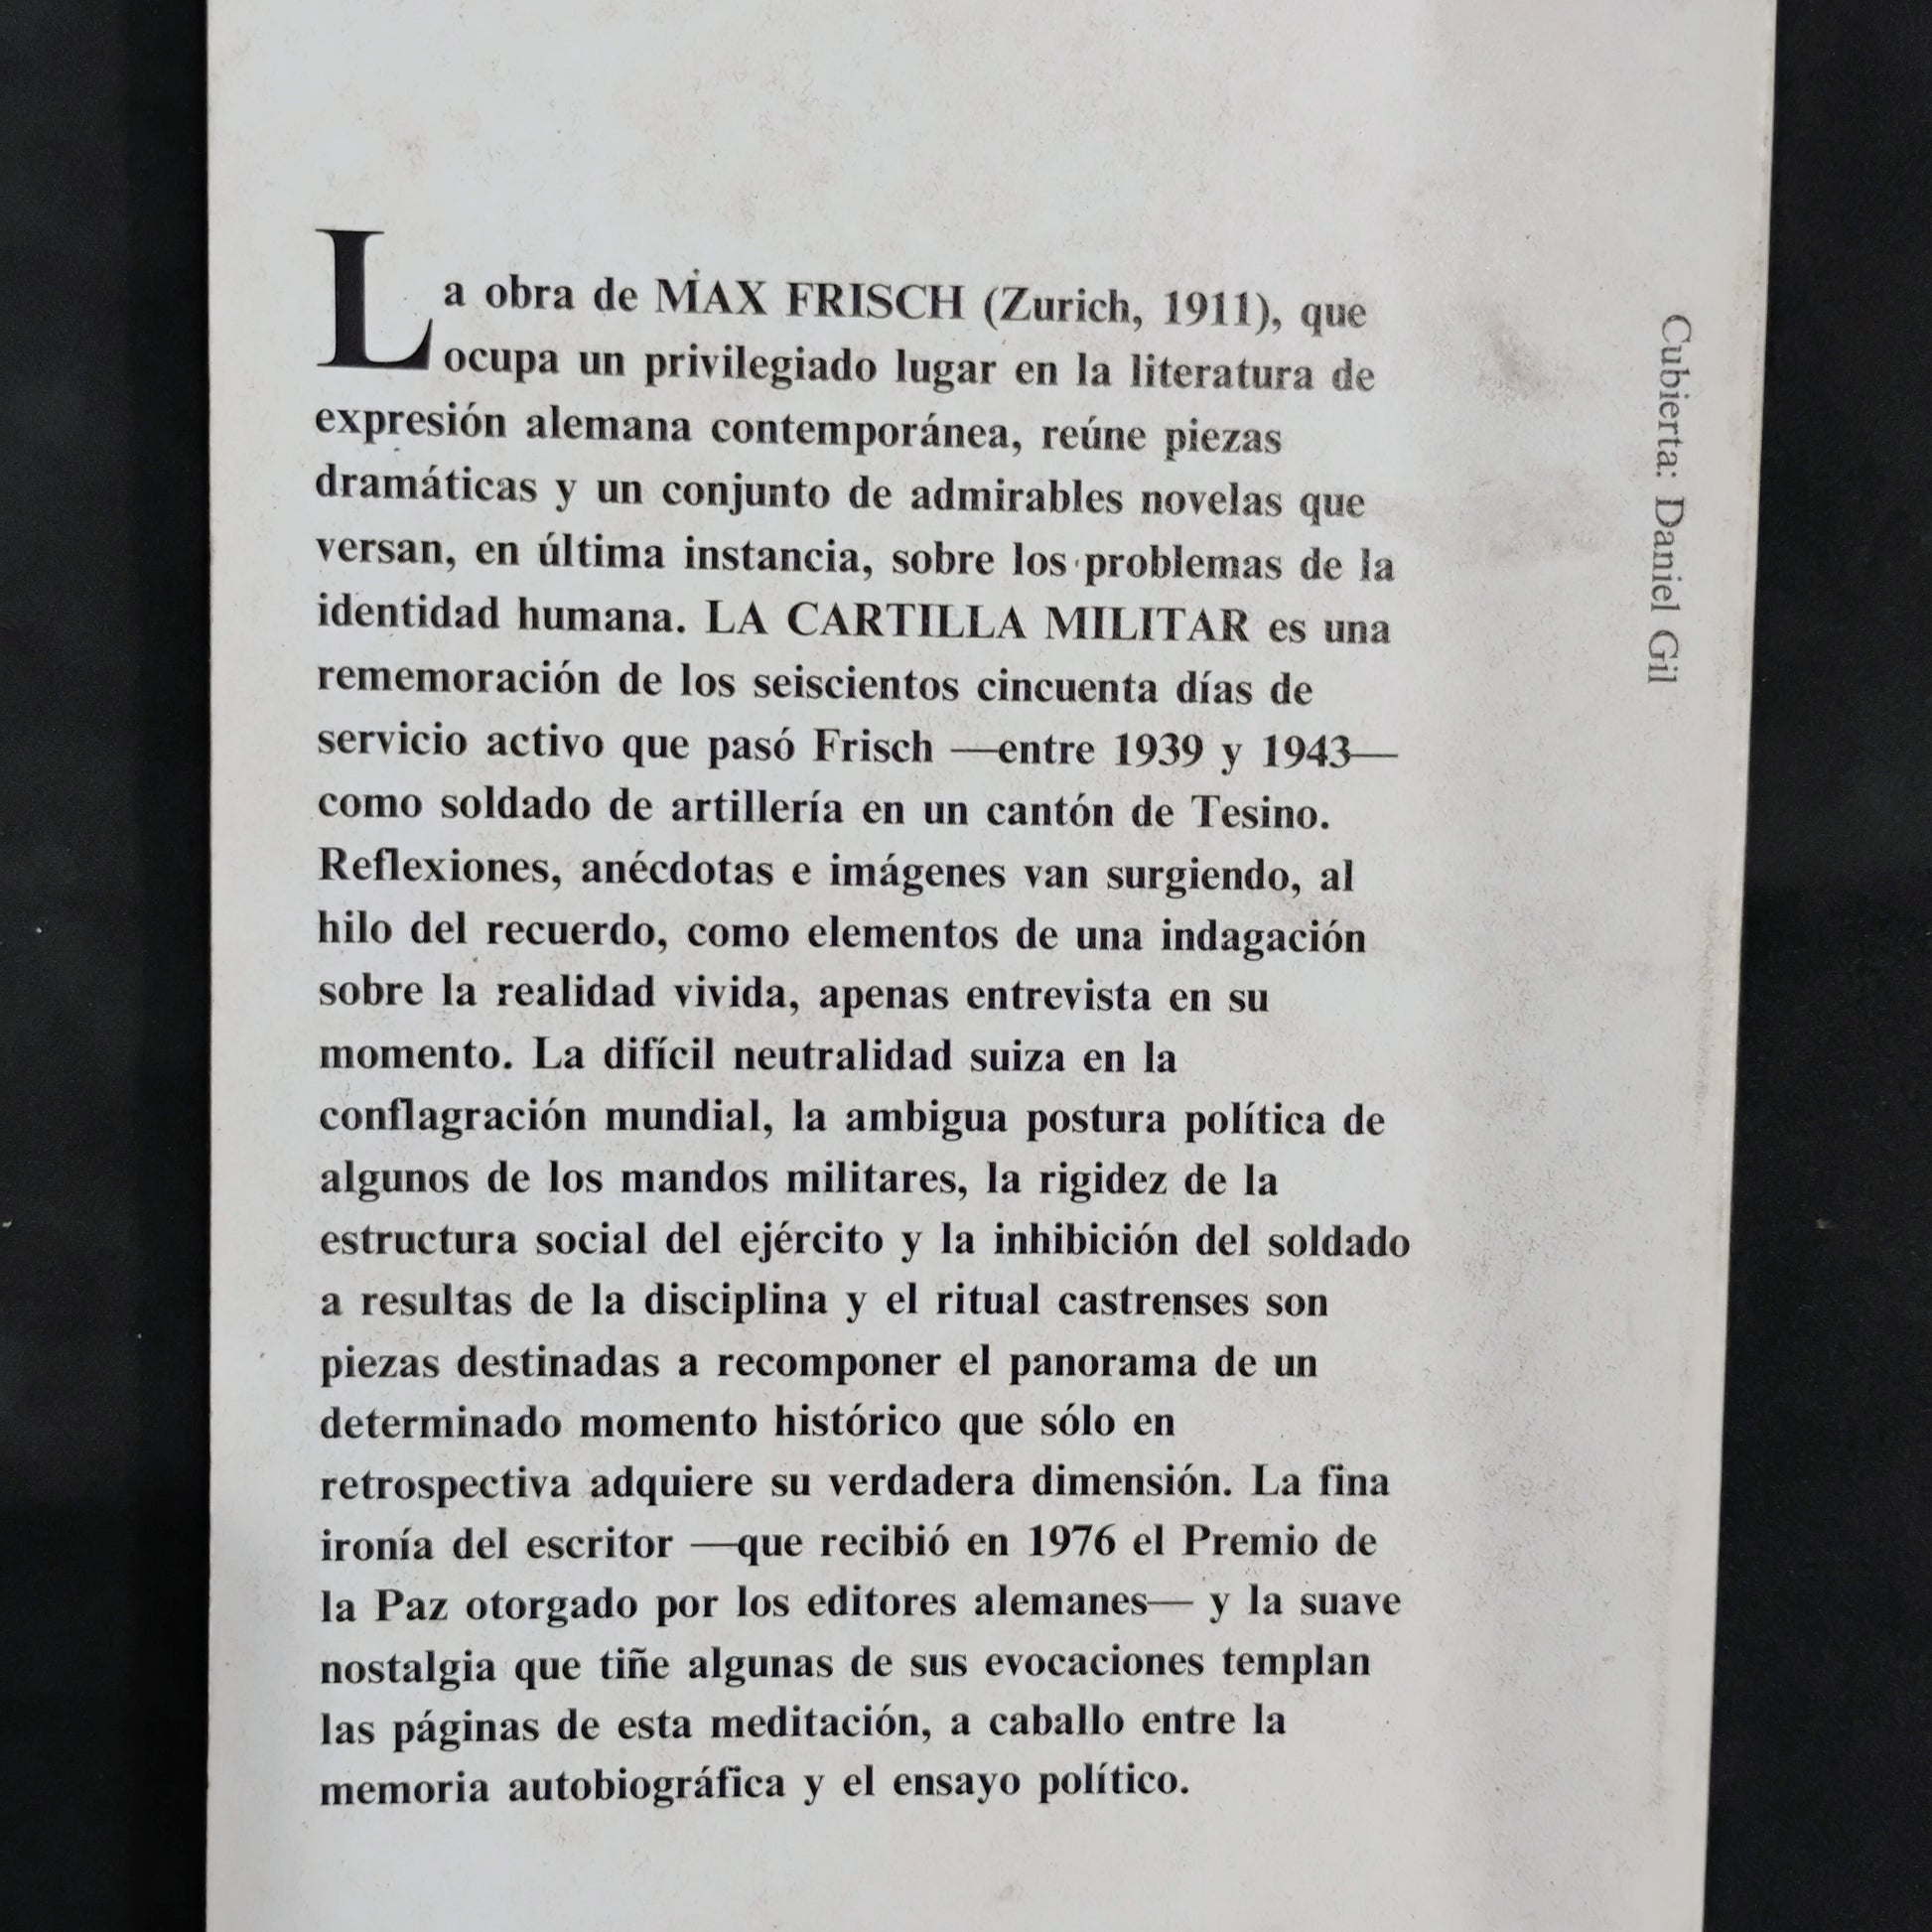 La obra de MAX FRISCH (Zurich, 1911), que
ocupa un privilegiado lugar en la literatura de
expresión alemana contemporánea, reúne piezas
dramáticas y un conjunto de admirables novelas que
versan, en última instancia, sobre los problemas de la
identidad humana. LA CARTILLA MILITAR es una
rememoración de los seiscientos cincuenta días de
servicio activo que pasó Frisch —entre 1939 y 1943—
como soldado de artillería en un cantón de Tesino.
Reflexiones, anécdotas e imágenes van surgiendo, al
hilo del recuerdo, como elementos de una indagación
sobre la realidad vivida, apenas entrevista en su
momento. La difícil neutralidad suiza en la
conflagración mundial, la ambigua postura política de
algunos de los mandos militares, la rigidez de la
estructura social del ejército y la inhibición del soldado
a resultas de la disciplina y el ritual castrenses son
piezas destinadas a recomponer el panorama de un
determinado momento histórico que sólo en
retrospectiva adquiere su verdadera dimensión. La fina
ironía del escritor —que recibió en 1976 el Premio de
la Paz otorgado por los editores alemanes— y la suave
nostalgia que tiñe algunas de sus evocaciones templan
las páginas de esta meditación, a caballo entre la
memoria autobiográfica y el ensayo político.
Cubierta: Daniel Gil